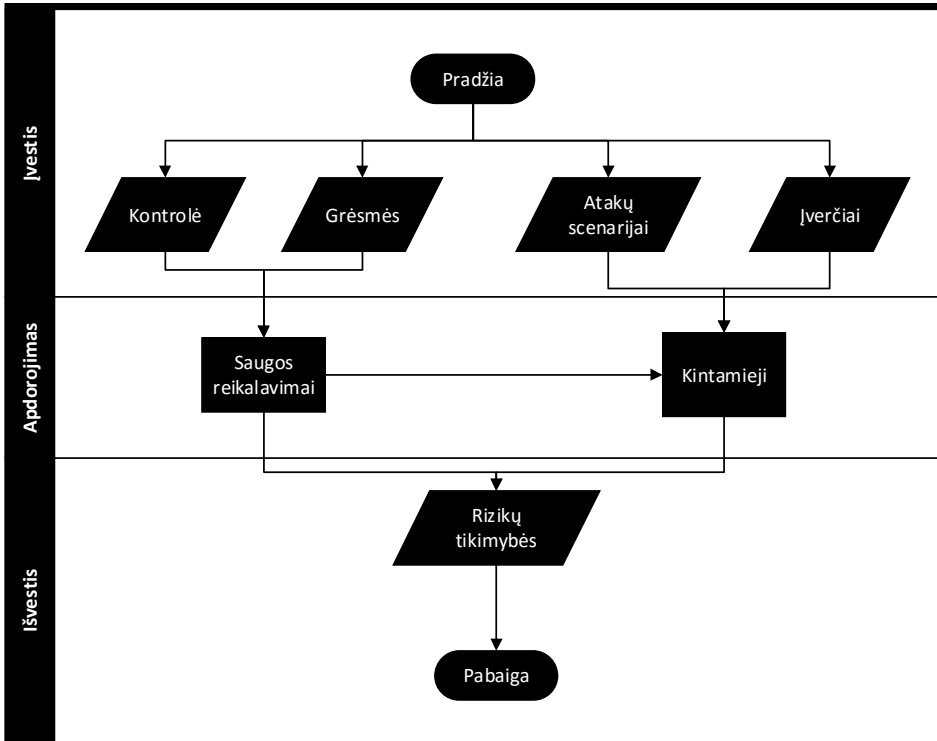 Įvestis
Pradžia
Kontrolė
Grėsmės
Atakų
scenarijai
Įverčiai
Apdorojimas
Saugos
reikalavimai
Kintamieji
Išvestis
Rizikų
tikimybės
Pabaiga